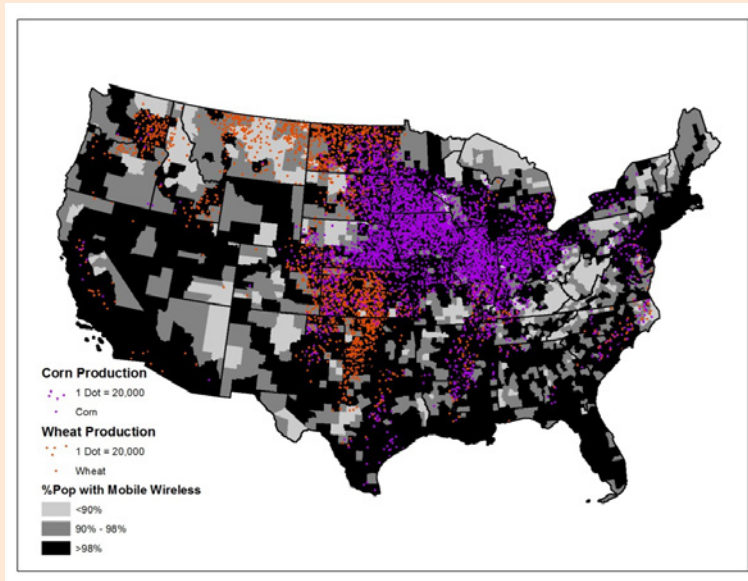 Corn Production
1 Dot = 20,000
Corn
Wheat Production
1 Dot = 20,000
Wheat
%Pop with Mobile Wireless
<90%
90% - 98%
>98%